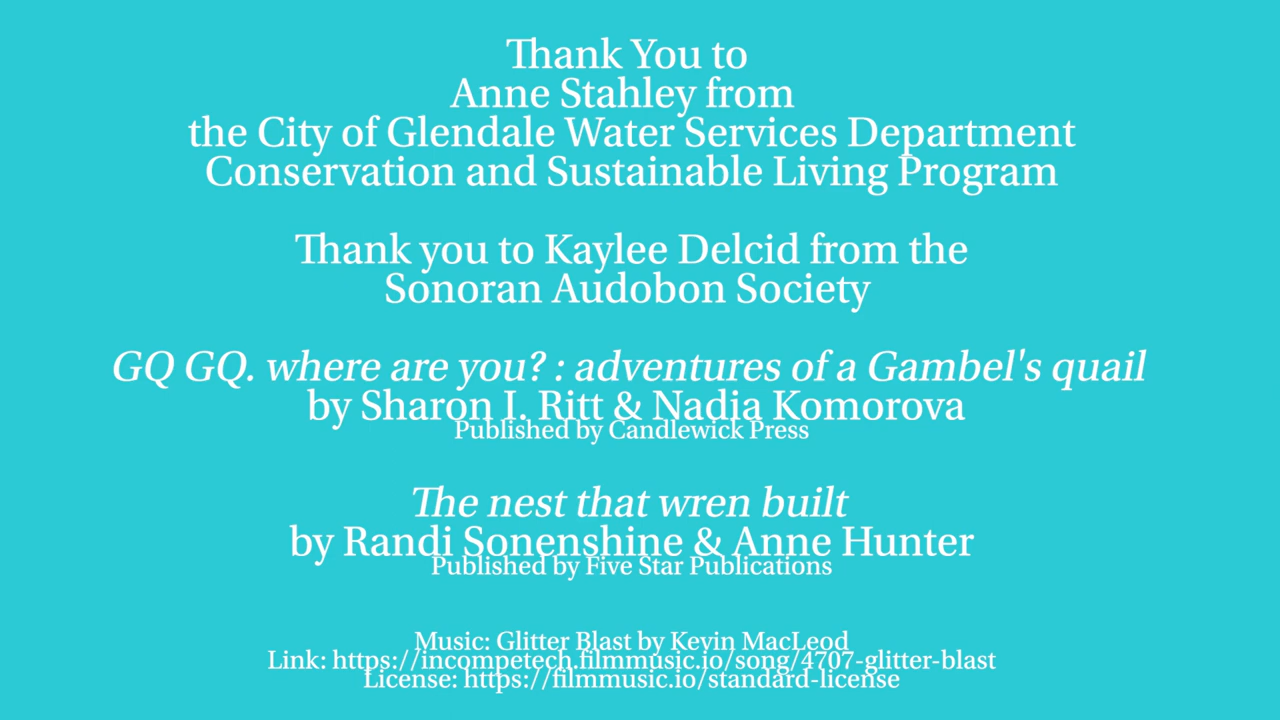 Thank You to
Anne Stahley from
the City of Glendale Water Services Department
Conservation and Sustainable Living Program
Thank you to Kaylee Delcid from the
Sonoran Audobon Society
GQ GQ. where are you? : adventures of a Gambel's quail
by Sharon I. Ritt & Nadia Komorova
Published by Candlewick Press
The nest that wren built
by Randi Sonenshine & Anne Hunter
Published by Five Star Publications
Music: Glitter Blast by Kevin MacLeod
Link: https://incompetech.filmmusic.io/song/4707-glitter-blast
License: https://filmmusic.io/standard-license